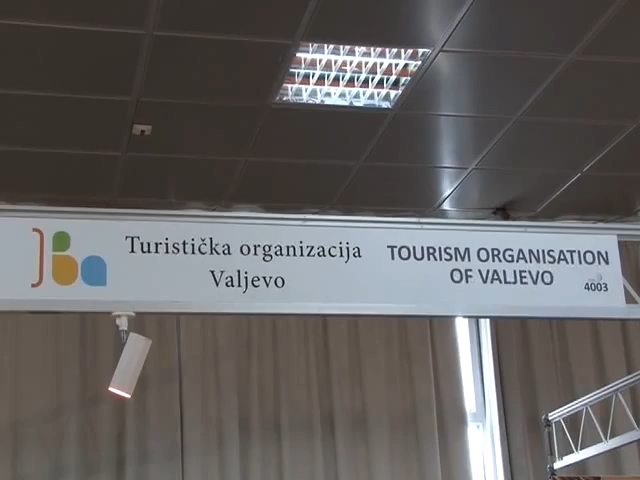 Turistička organizacija
Valjevo
TOURISM ORGANISATION
OF VALJEVO
4003